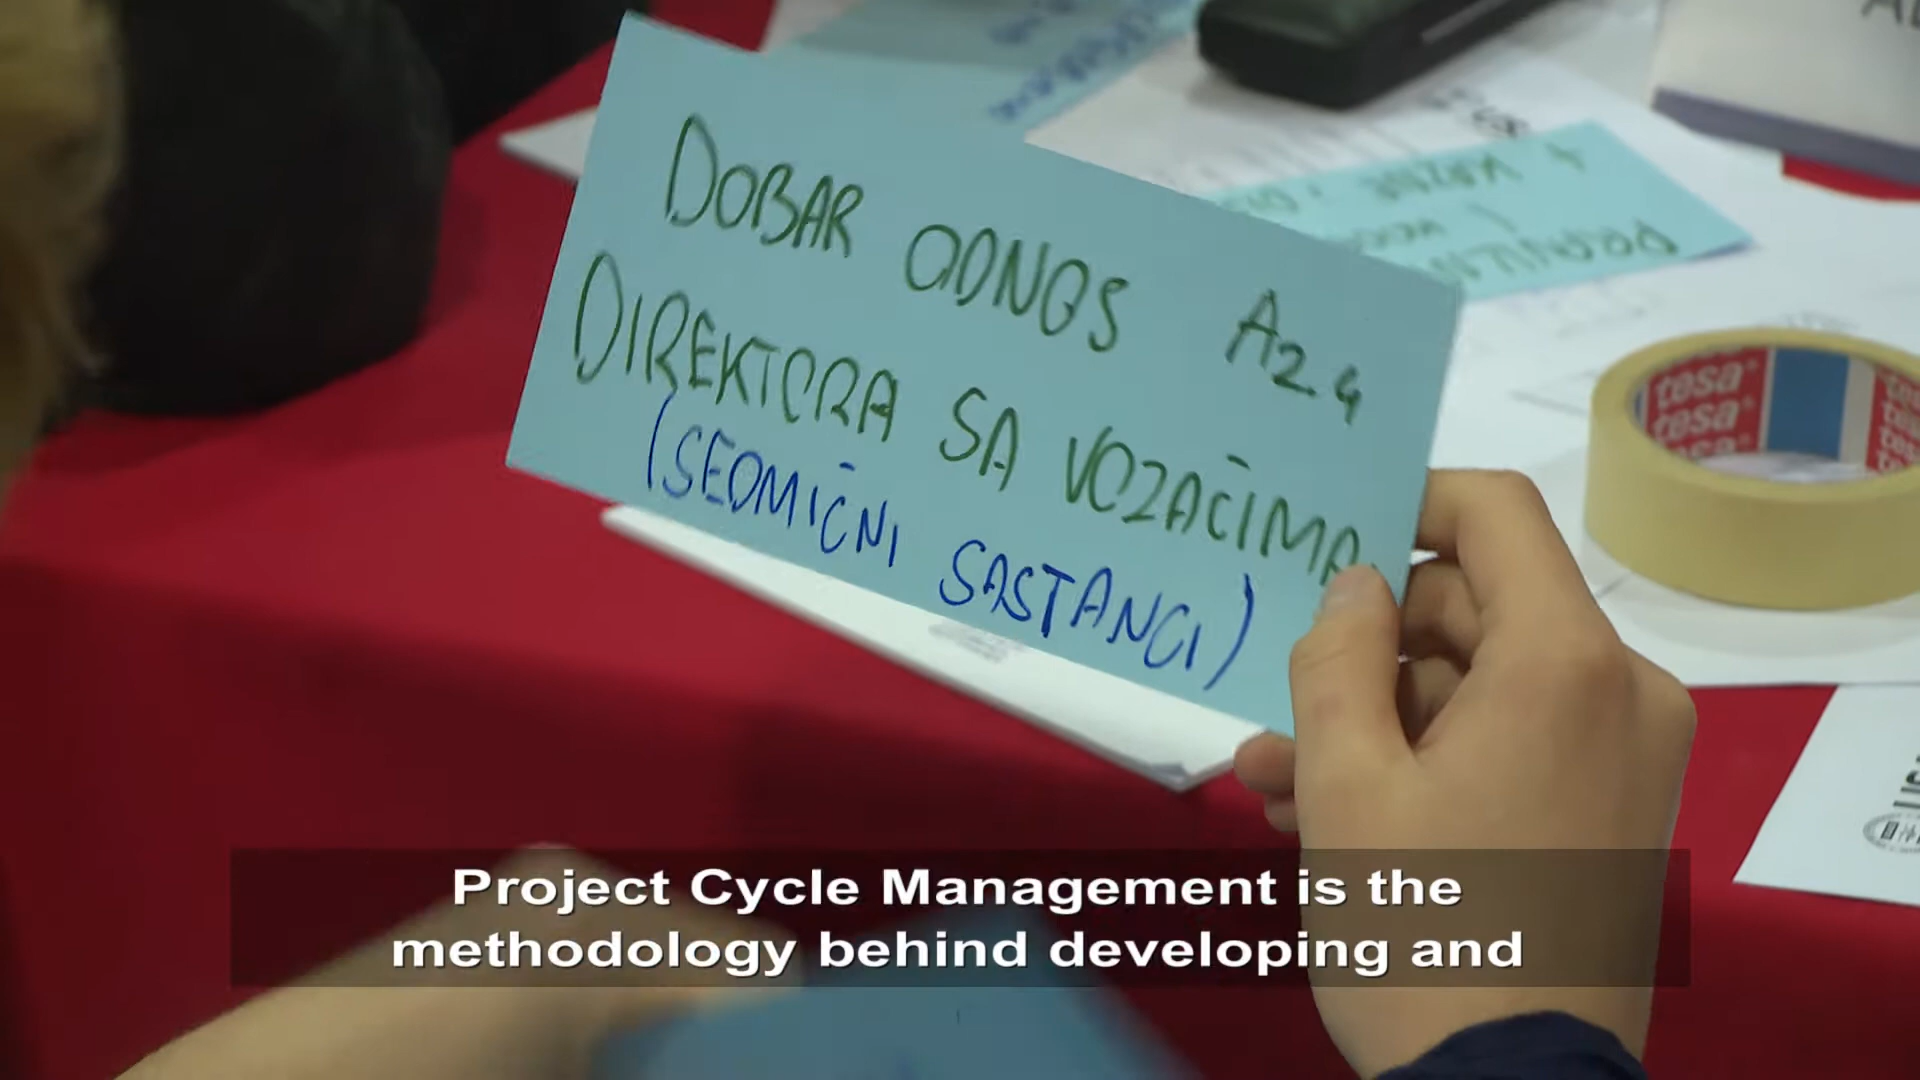 DOBAR ODNOS A24
DIREKTORA SA VOZAČIMA
(SEDMIČNI SASTANCI)
tesa
tesa
Project Cycle Management is the
methodology behind developing and